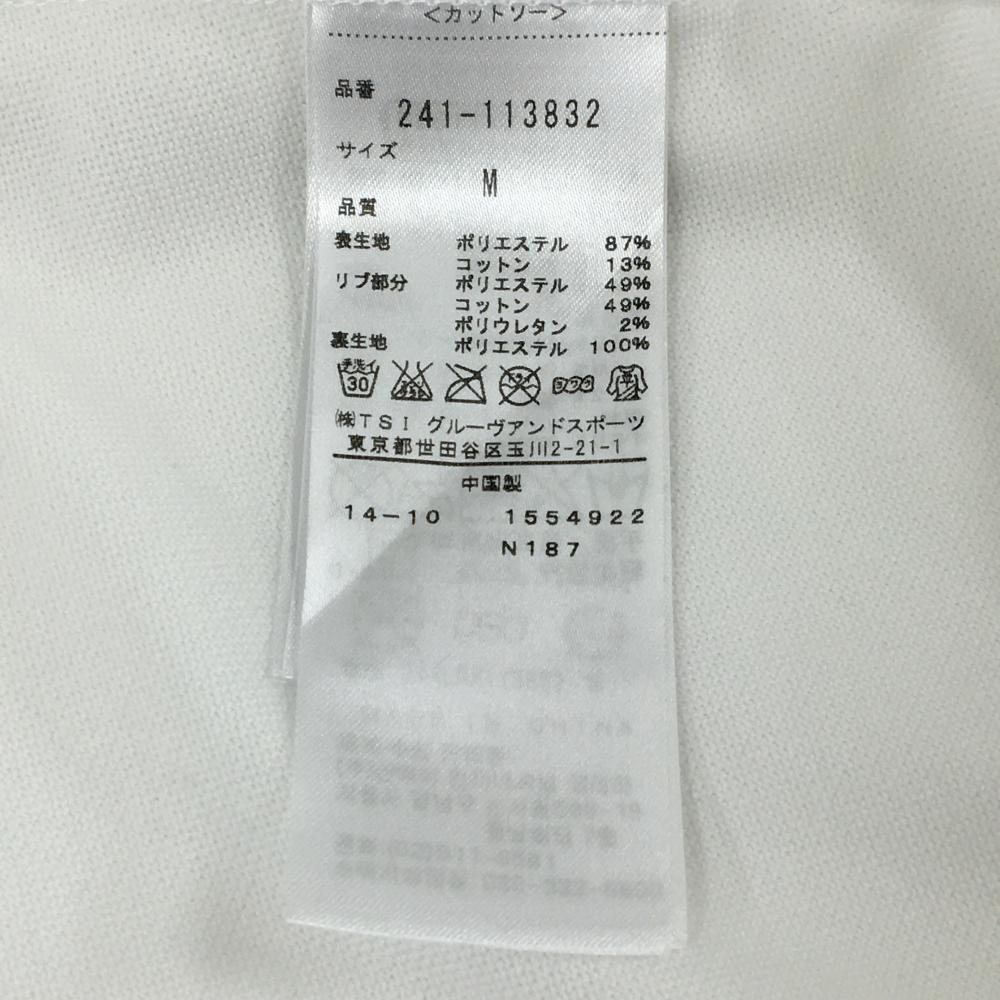 ＜カットソー＞
品番
241-113832
サイズ
M
品質
表生地 ポリエステル 87%
コットン 13%
リブ部分 ポリエステル 49%
コットン 49%
ポリウレタン 2%
裏生地 ポリエステル 100%
手洗イ 30
㈱TSI グルーヴアンドスポーツ
東京都世田谷区玉川2-21-1
中国製
14-10 1554922
N187